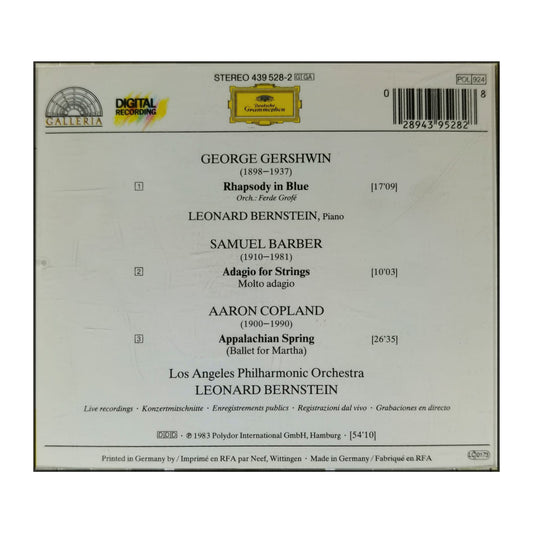 STEREO 439 528-2 GI GA
GALLERIA
DIGITAL
RECORDING
Deutsche
Grammophon
POL 924
0 28943 95282 8
GEORGE GERSHWIN
(1898–1937)
1 Rhapsody in Blue [17'09]
Orch.: Ferde Grofé
LEONARD BERNSTEIN, Piano
SAMUEL BARBER
(1910–1981)
2 Adagio for Strings [10'03]
Molto adagio
AARON COPLAND
(1900–1990)
3 Appalachian Spring [26'35]
(Ballet for Martha)
Los Angeles Philharmonic Orchestra
LEONARD BERNSTEIN
Live recordings · Konzertmitschnitte · Enregistrements publics · Registrazioni dal vivo · Grabaciones en directo
DDD · ℗ 1983 Polydor International GmbH, Hamburg · [54'10]
Printed in Germany by / Imprimé en RFA par Neef, Wittingen · Made in Germany / Fabriqué en RFA
LC 0173